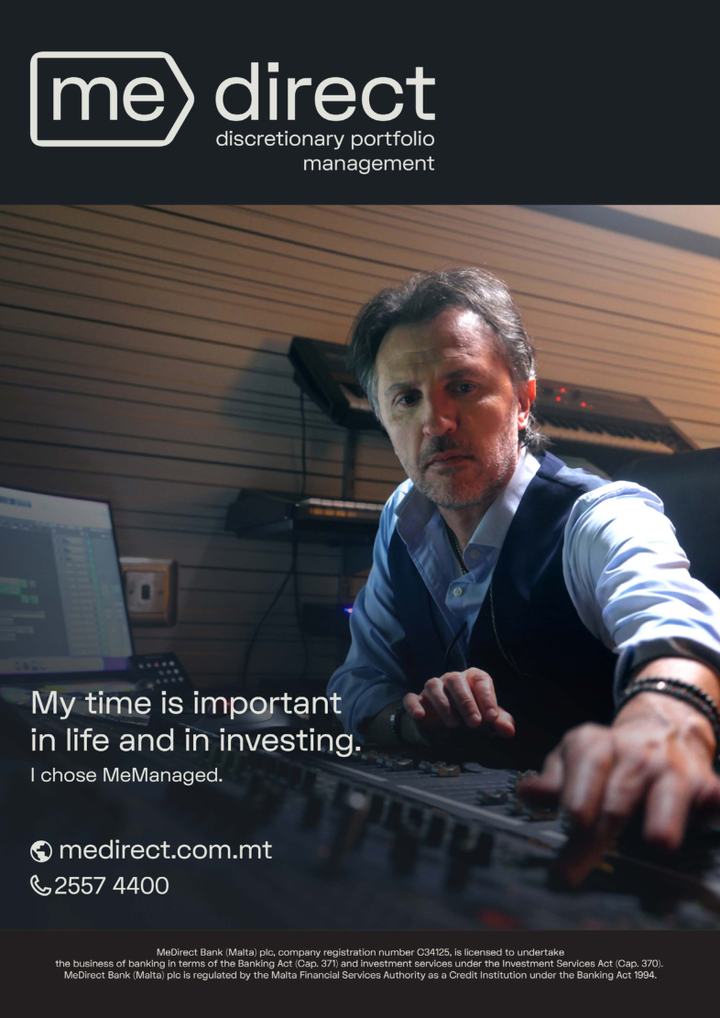 me direct
discretionary portfolio
management
My time is important
in life and in investing.
I chose MeManaged.
medirect.com.mt
2557 4400
MeDirect Bank (Malta) plc, company registration number C34125, is licensed to undertake
the business of banking in terms of the Banking Act (Cap. 371) and investment services under the Investment Services Act (Cap. 370).
MeDirect Bank (Malta) plc is regulated by the Malta Financial Services Authority as a Credit Institution under the Banking Act 1994.